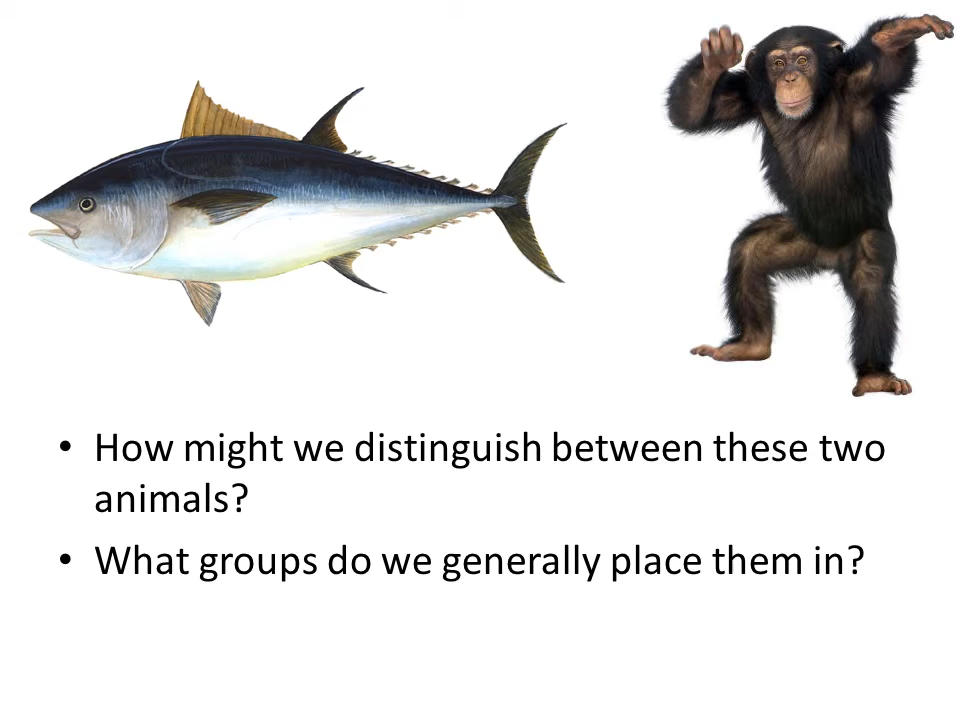 • How might we distinguish between these two
animals?
• What groups do we generally place them in?